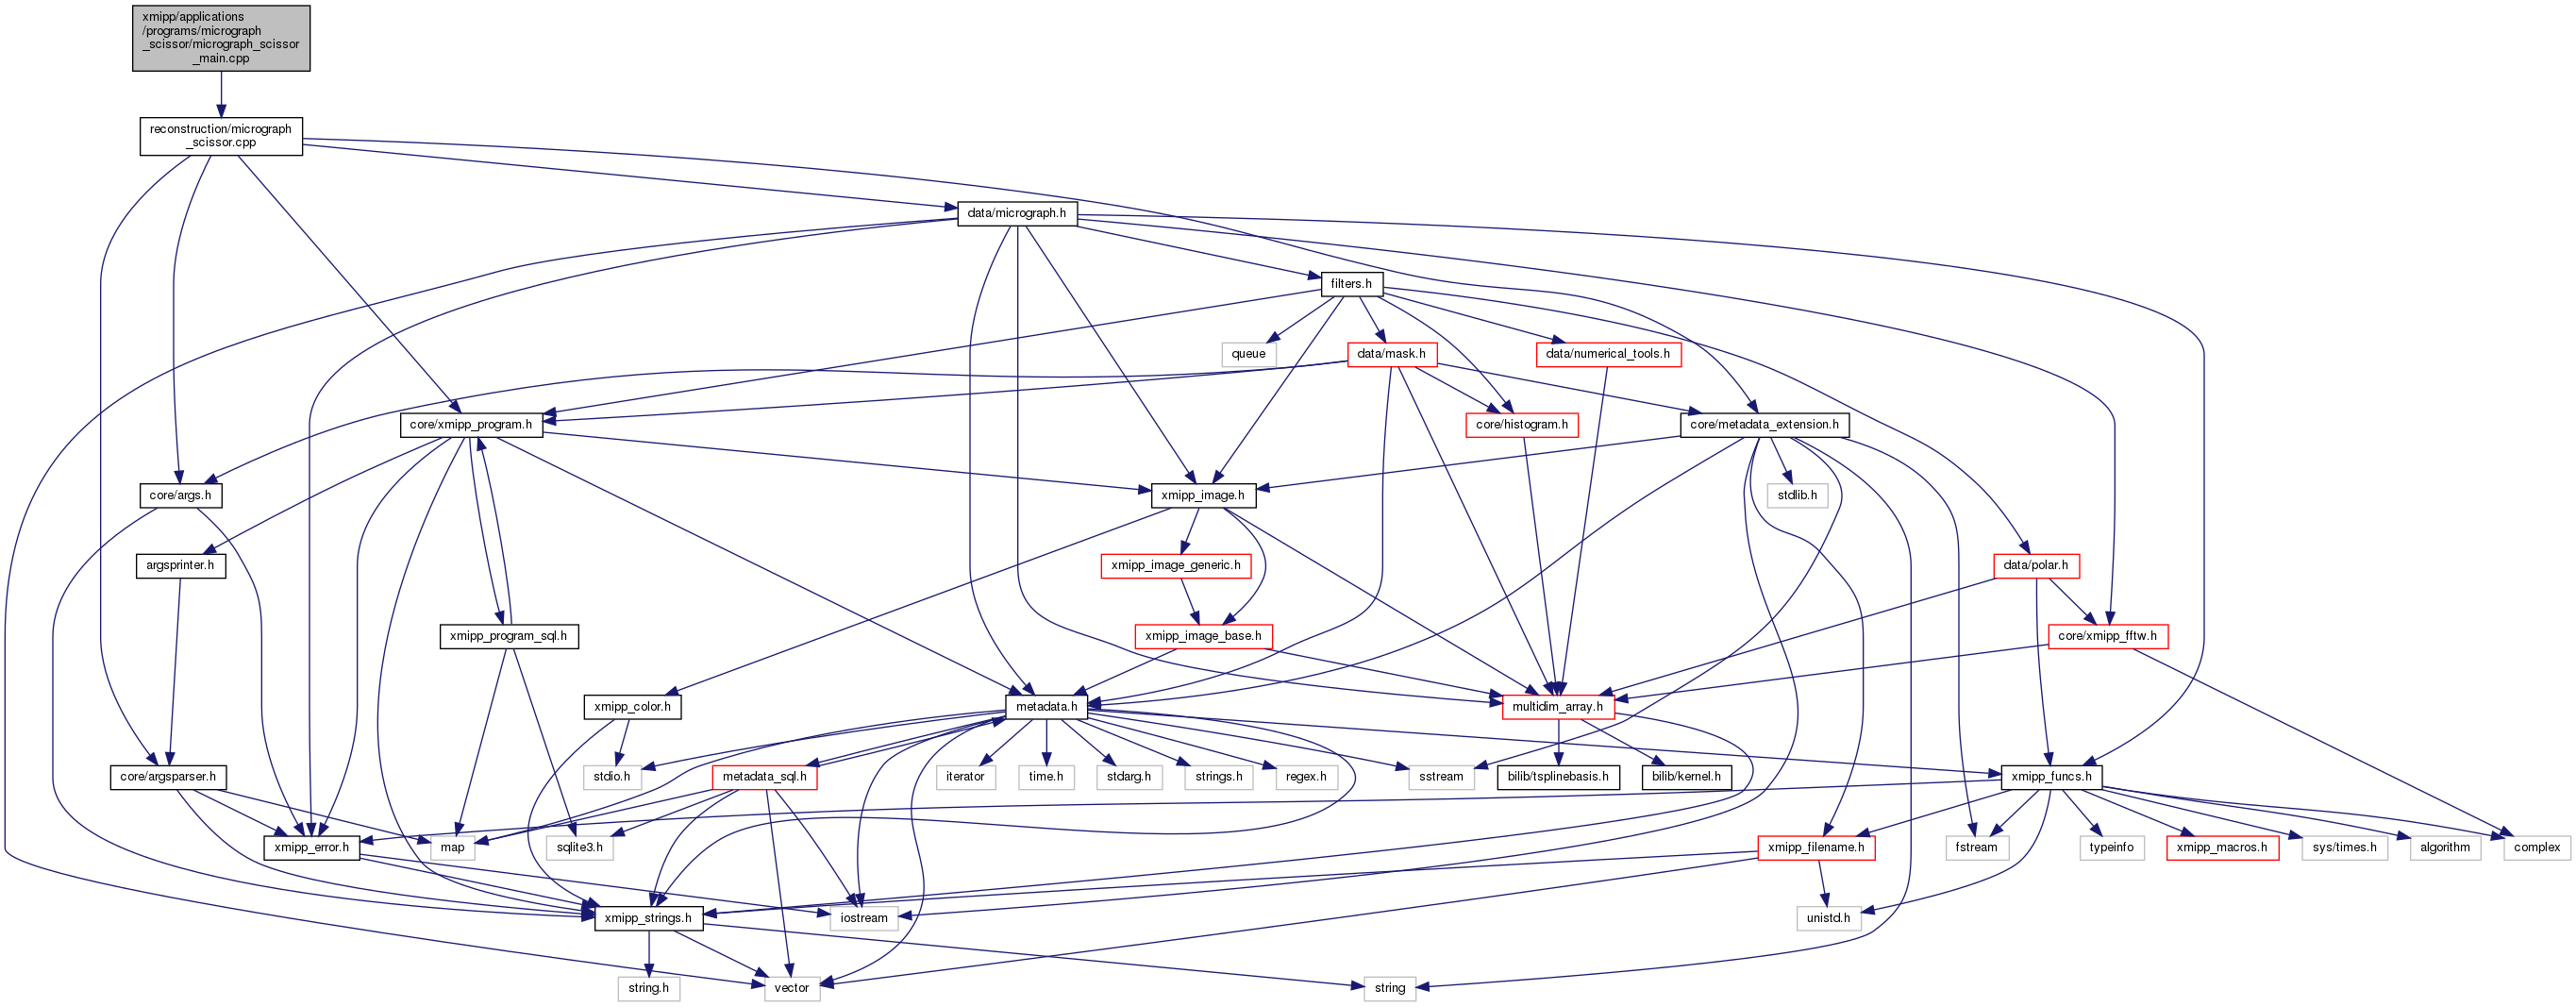 xmipp/applications
/programs/micrograph
_scissor/micrograph_scissor
_main.cpp
reconstruction/micrograph
_scissor.cpp
data/micrograph.h
filters.h
queue
data/mask.h
data/numerical_tools.h
core/xmipp_program.h
core/histogram.h
core/metadata_extension.h
core/args.h
xmipp_image.h
stdlib.h
argsprinter.h
xmipp_image_generic.h
data/polar.h
xmipp_program_sql.h
xmipp_image_base.h
core/xmipp_fftw.h
xmipp_color.h
metadata.h
multidim_array.h
core/argsparser.h
stdio.h
metadata_sql.h
iterator
time.h
stdarg.h
strings.h
regex.h
sstream
bilib/tsplinebasis.h
bilib/kernel.h
xmipp_funcs.h
xmipp_error.h
map
sqlite3.h
xmipp_filename.h
fstream
typeinfo
xmipp_macros.h
sys/times.h
algorithm
complex
xmipp_strings.h
iostream
unistd.h
string.h
vector
string